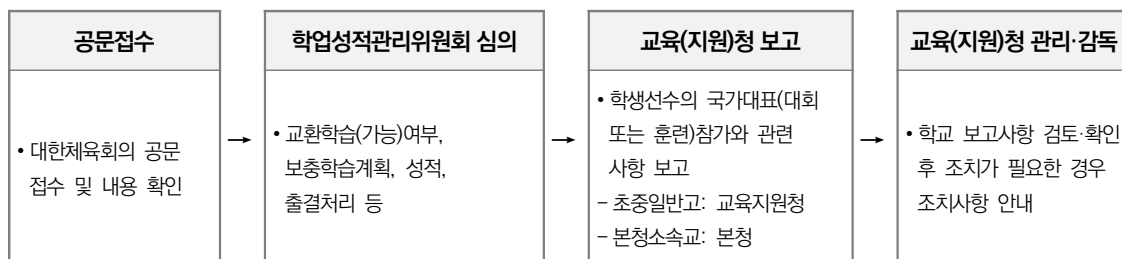 공문접수
• 대한체육회의 공문
접수 및 내용 확인
→
학업성적관리위원회 심의
• 교환학습(가능)여부,
보충학습계획, 성적,
출결처리 등
→
교육(지원)청 보고
• 학생선수의 국가대표(대회
또는 훈련)참가와 관련
사항 보고
- 초중일반고: 교육지원청
- 본청소속교: 본청
→
교육(지원)청 관리·감독
• 학교 보고사항 검토·확인
후 조치가 필요한 경우
조치사항 안내